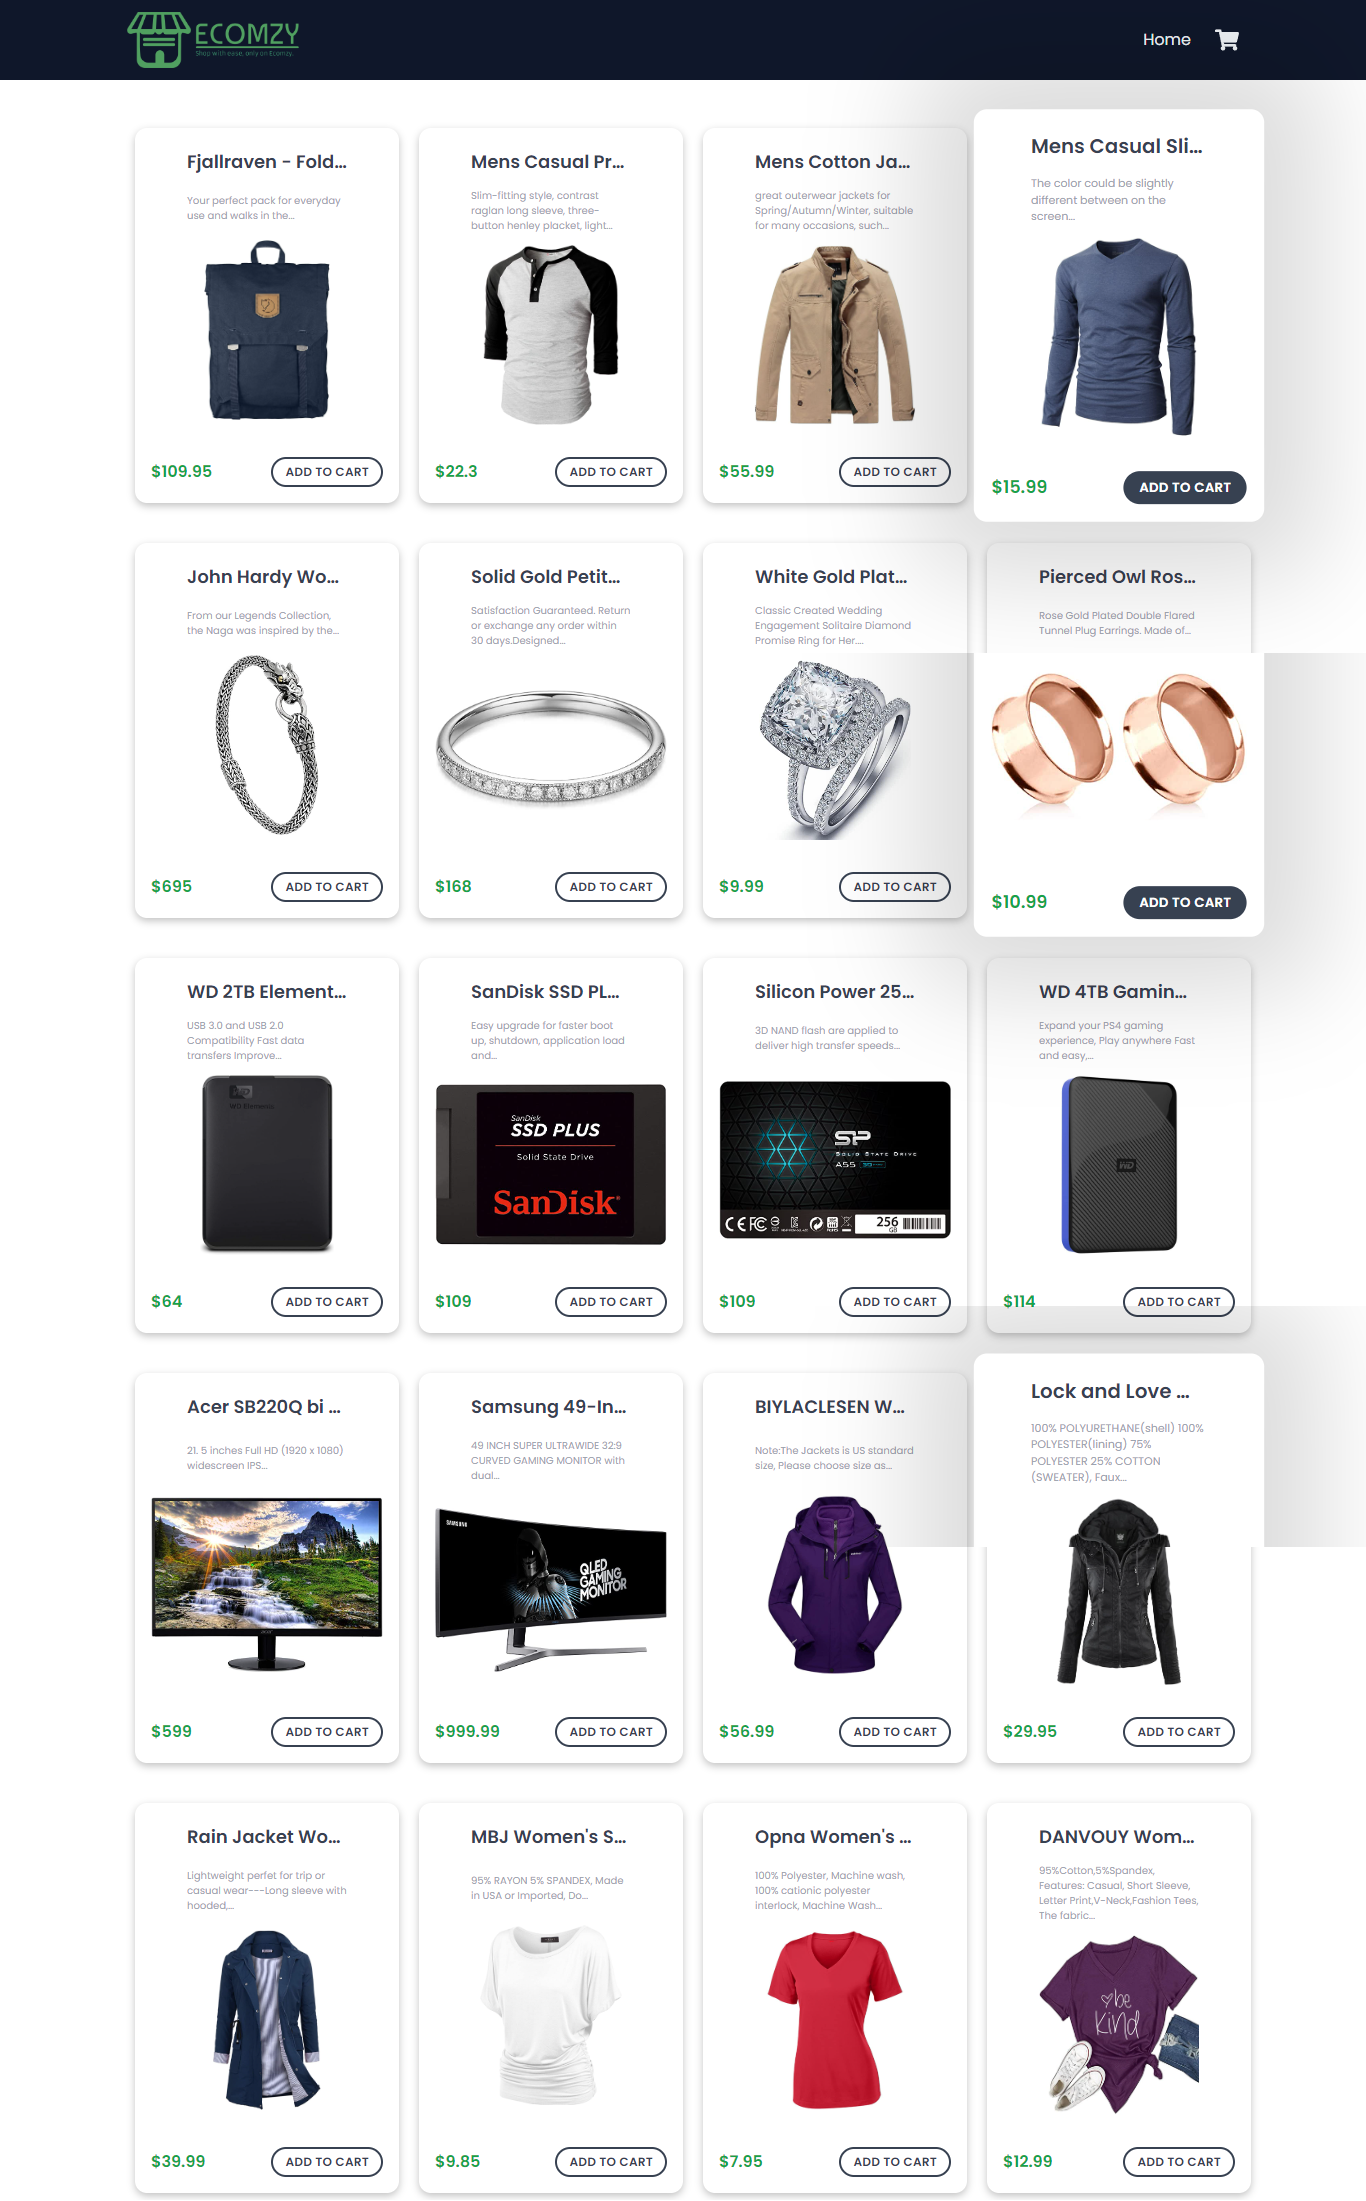 ECOMZY
Shop with ease, only on Ecomzy.
Home
Fjallraven - Fold...
Your perfect pack for everyday
use and walks in the...
$109.95
ADD TO CART
Mens Casual Pr...
Slim-fitting style, contrast
raglan long sleeve, three-
button henley placket, light...
$22.3
ADD TO CART
Mens Cotton Ja...
great outerwear jackets for
Spring/Autumn/Winter, suitable
for many occasions, such...
$55.99
ADD TO CART
Mens Casual Sli...
The color could be slightly
different between on the
screen...
$15.99
ADD TO CART
John Hardy Wo...
From our Legends Collection,
the Naga was inspired by the...
$695
ADD TO CART
Solid Gold Petit...
Satisfaction Guaranteed. Return
or exchange any order within
30 days.Designed...
$168
ADD TO CART
White Gold Plat...
Classic Created Wedding
Engagement Solitaire Diamond
Promise Ring for Her....
$9.99
ADD TO CART
Pierced Owl Ros...
Rose Gold Plated Double Flared
Tunnel Plug Earrings. Made of...
$10.99
ADD TO CART
WD 2TB Element...
USB 3.0 and USB 2.0
Compatibility Fast data
transfers Improve...
WD
WD Elements
$64
ADD TO CART
SanDisk SSD PL...
Easy upgrade for faster boot
up, shutdown, application load
and...
SanDisk
SSD PLUS
Solid State Drive
SanDisk
$109
ADD TO CART
Silicon Power 25...
3D NAND flash are applied to
deliver high transfer speeds...
SP
SOLID STATE DRIVE
A55
256
GB
$109
ADD TO CART
WD 4TB Gamin...
Expand your PS4 gaming
experience, Play anywhere Fast
and easy,...
WD
$114
ADD TO CART
Acer SB220Q bi ...
21. 5 inches Full HD (1920 x 1080)
widescreen IPS...
acer
$599
ADD TO CART
Samsung 49-In...
49 INCH SUPER ULTRAWIDE 32:9
CURVED GAMING MONITOR with
dual...
SAMSUNG
QLED
GAMING
MONITOR
$999.99
ADD TO CART
BIYLACLESEN W...
Note:The Jackets is US standard
size, Please choose size as...
$56.99
ADD TO CART
Lock and Love ...
100% POLYURETHANE(shell) 100%
POLYESTER(lining) 75%
POLYESTER 25% COTTON
(SWEATER), Faux...
$29.95
ADD TO CART
Rain Jacket Wo...
Lightweight perfet for trip or
casual wear---Long sleeve with
hooded,...
$39.99
ADD TO CART
MBJ Women's S...
95% RAYON 5% SPANDEX, Made
in USA or Imported, Do...
$9.85
ADD TO CART
Opna Women's ...
100% Polyester, Machine wash,
100% cationic polyester
interlock, Machine Wash...
$7.95
ADD TO CART
DANVOUY Wom...
95%Cotton,5%Spandex,
Features: Casual, Short Sleeve,
Letter Print,V-Neck,Fashion Tees,
The fabric...
be
kind
$12.99
ADD TO CART